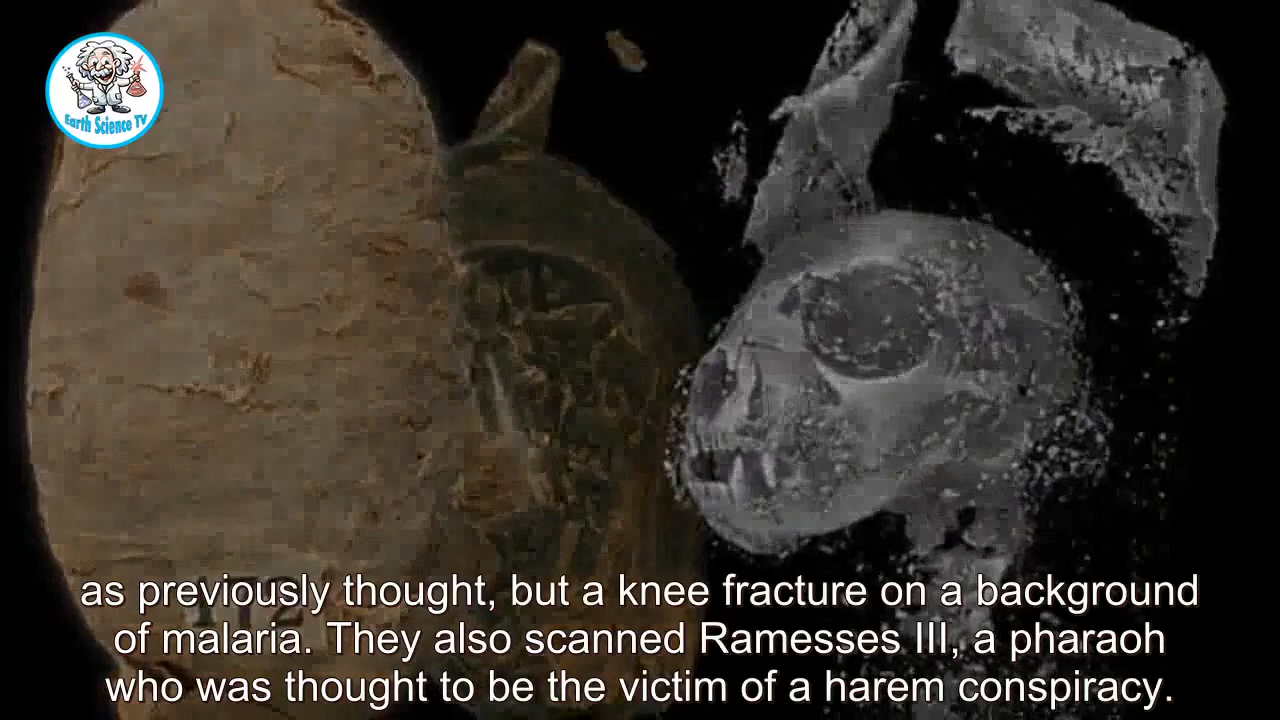 Earth Science TV
as previously thought, but a knee fracture on a background
of malaria. They also scanned Ramesses III, a pharaoh
who was thought to be the victim of a harem conspiracy.